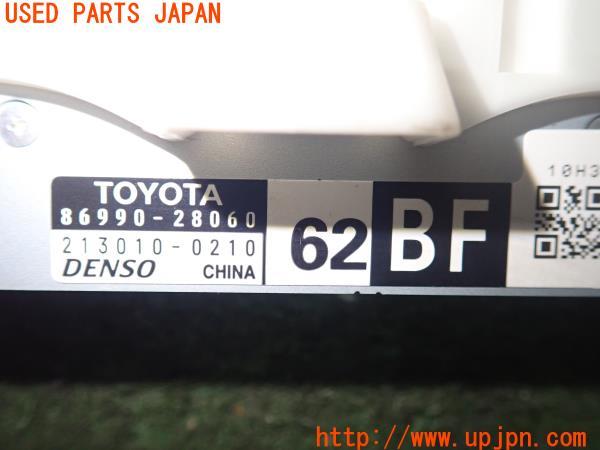 USED PARTS JAPAN
TOYOTA
86990-28060
213010-0210
DENSO CHINA
62
BF
10H3
http://www.upjpn.com